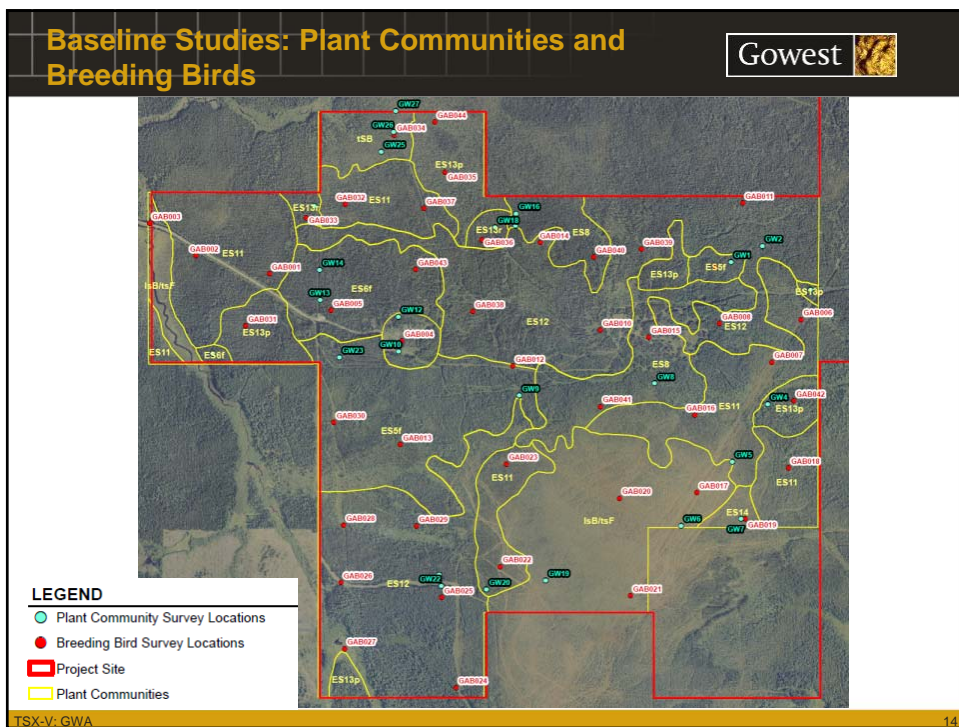 Baseline Studies: Plant Communities and
Breeding Birds
Gowest
GW27
GAB044
GW26
GAB034
tSB
GW25
ES13p
GAB035
GAB032
ES11
GAB011
ES13r
GAB037
GAB033
GW16
GAB003
GW18
ES13r
GAB014
ES8
GAB036
GW2
GAB002
ES11
GAB039
GAB040
GW1
ES5f
GAB001
GW14
GAB043
ES13p
lsB/tsF
ES6f
ES13p
GW13
GAB005
GAB038
GW12
ES12
GAB008
GAB006
GAB031
ES13p
GAB010
ES12
GAB004
GAB015
GW10
ES11
ES6f
GW23
GAB012
ES8
GAB007
GW8
GW9
GAB042
GW4
ES13p
GAB041
GAB016
ES11
GAB030
ES5f
GAB013
GAB023
GW5
ES11
GAB018
ES11
GAB020
GAB017
ES14
GAB028
GAB029
lsB/tsF
GW6
GW7
GAB019
GAB022
GAB026
ES12
GW22
GW20
GW19
GAB025
GAB021
GAB027
ES13p
GAB024
LEGEND
Plant Community Survey Locations
Breeding Bird Survey Locations
Project Site
Plant Communities
TSX-V: GWA
14